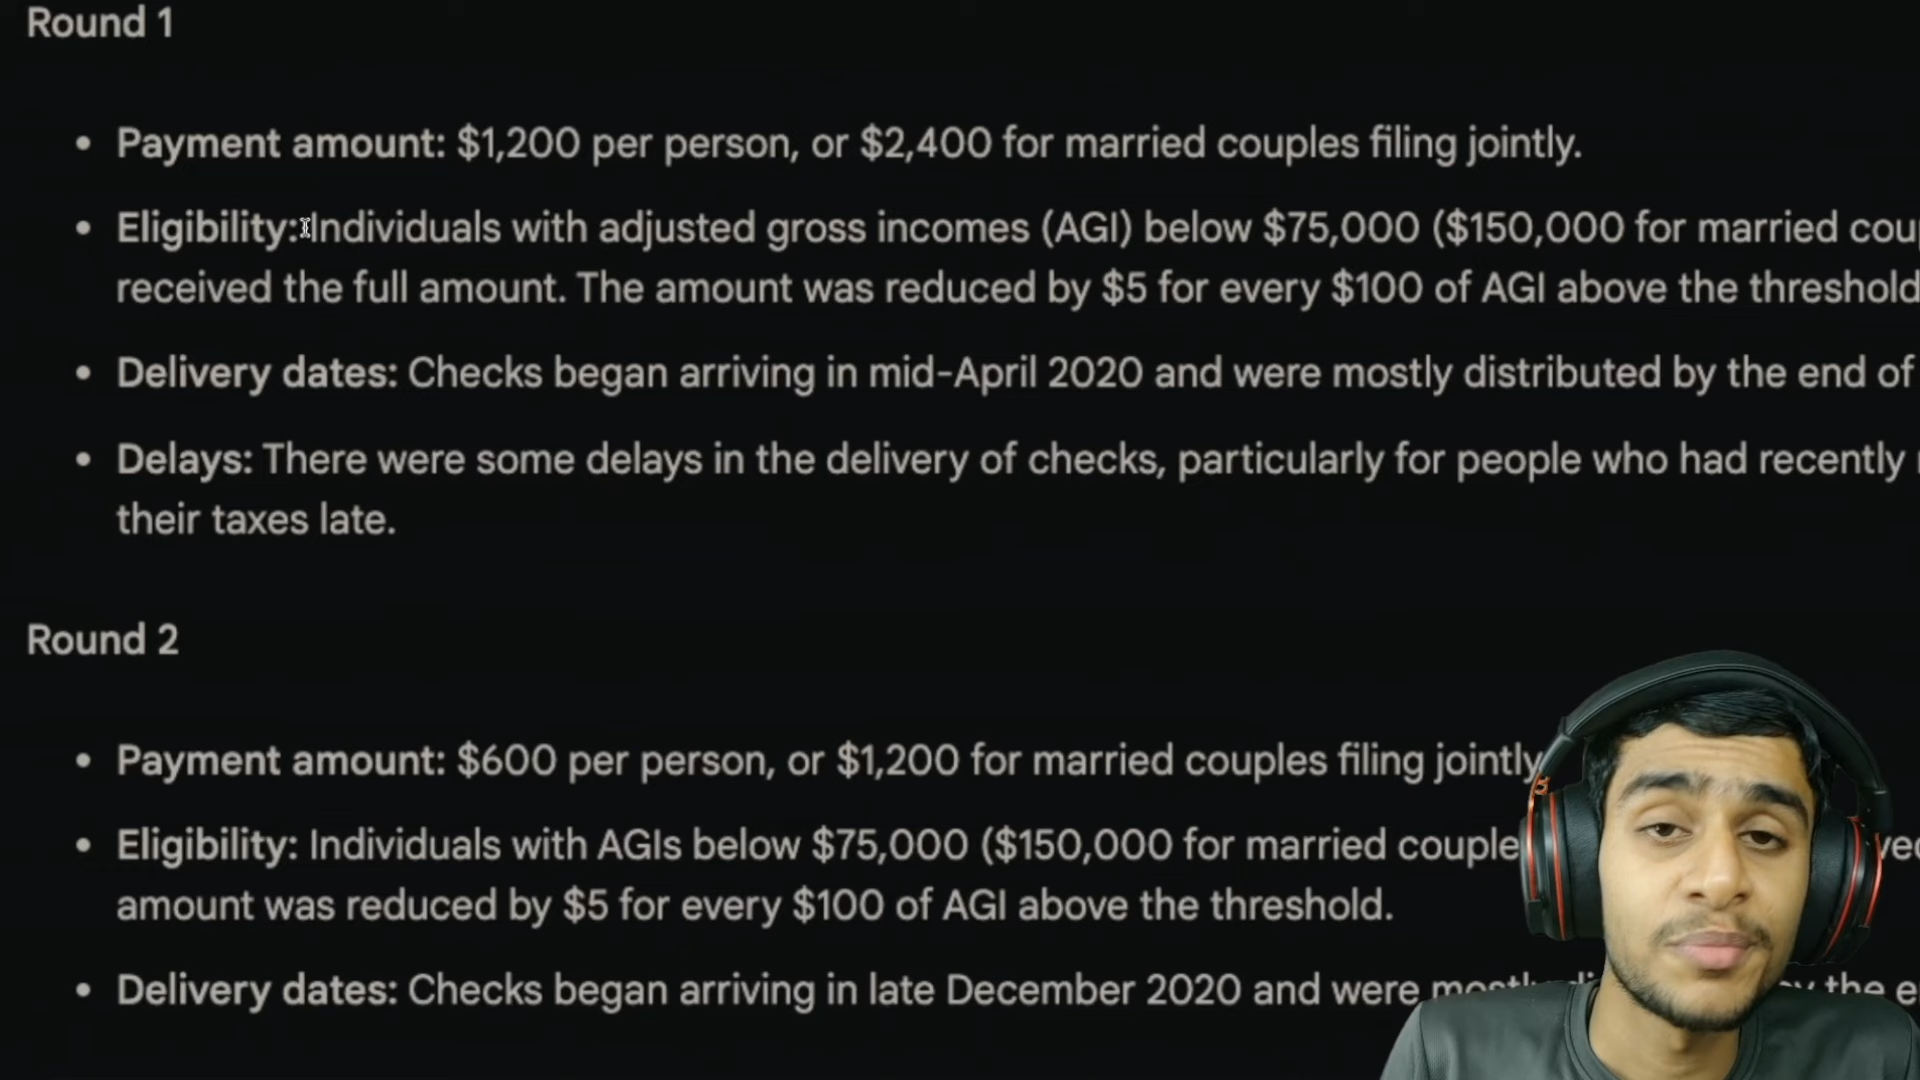 Round 1
• Payment amount: $1,200 per person, or $2,400 for married couples filing jointly.
• Eligibility: Individuals with adjusted gross incomes (AGI) below $75,000 ($150,000 for married
received the full amount. The amount was reduced by $5 for every $100 of AGI above the threshold
• Delivery dates: Checks began arriving in mid-April 2020 and were mostly distributed by the end of
• Delays: There were some delays in the delivery of checks, particularly for people who had recently
their taxes late.
Round 2
• Payment amount: $600 per person, or $1,200 for married couples filing jointly
• Eligibility: Individuals with AGIs below $75,000 ($150,000 for married
amount was reduced by $5 for every $100 of AGI above the threshold.
• Delivery dates: Checks began arriving in late December 2020 and were mostly the